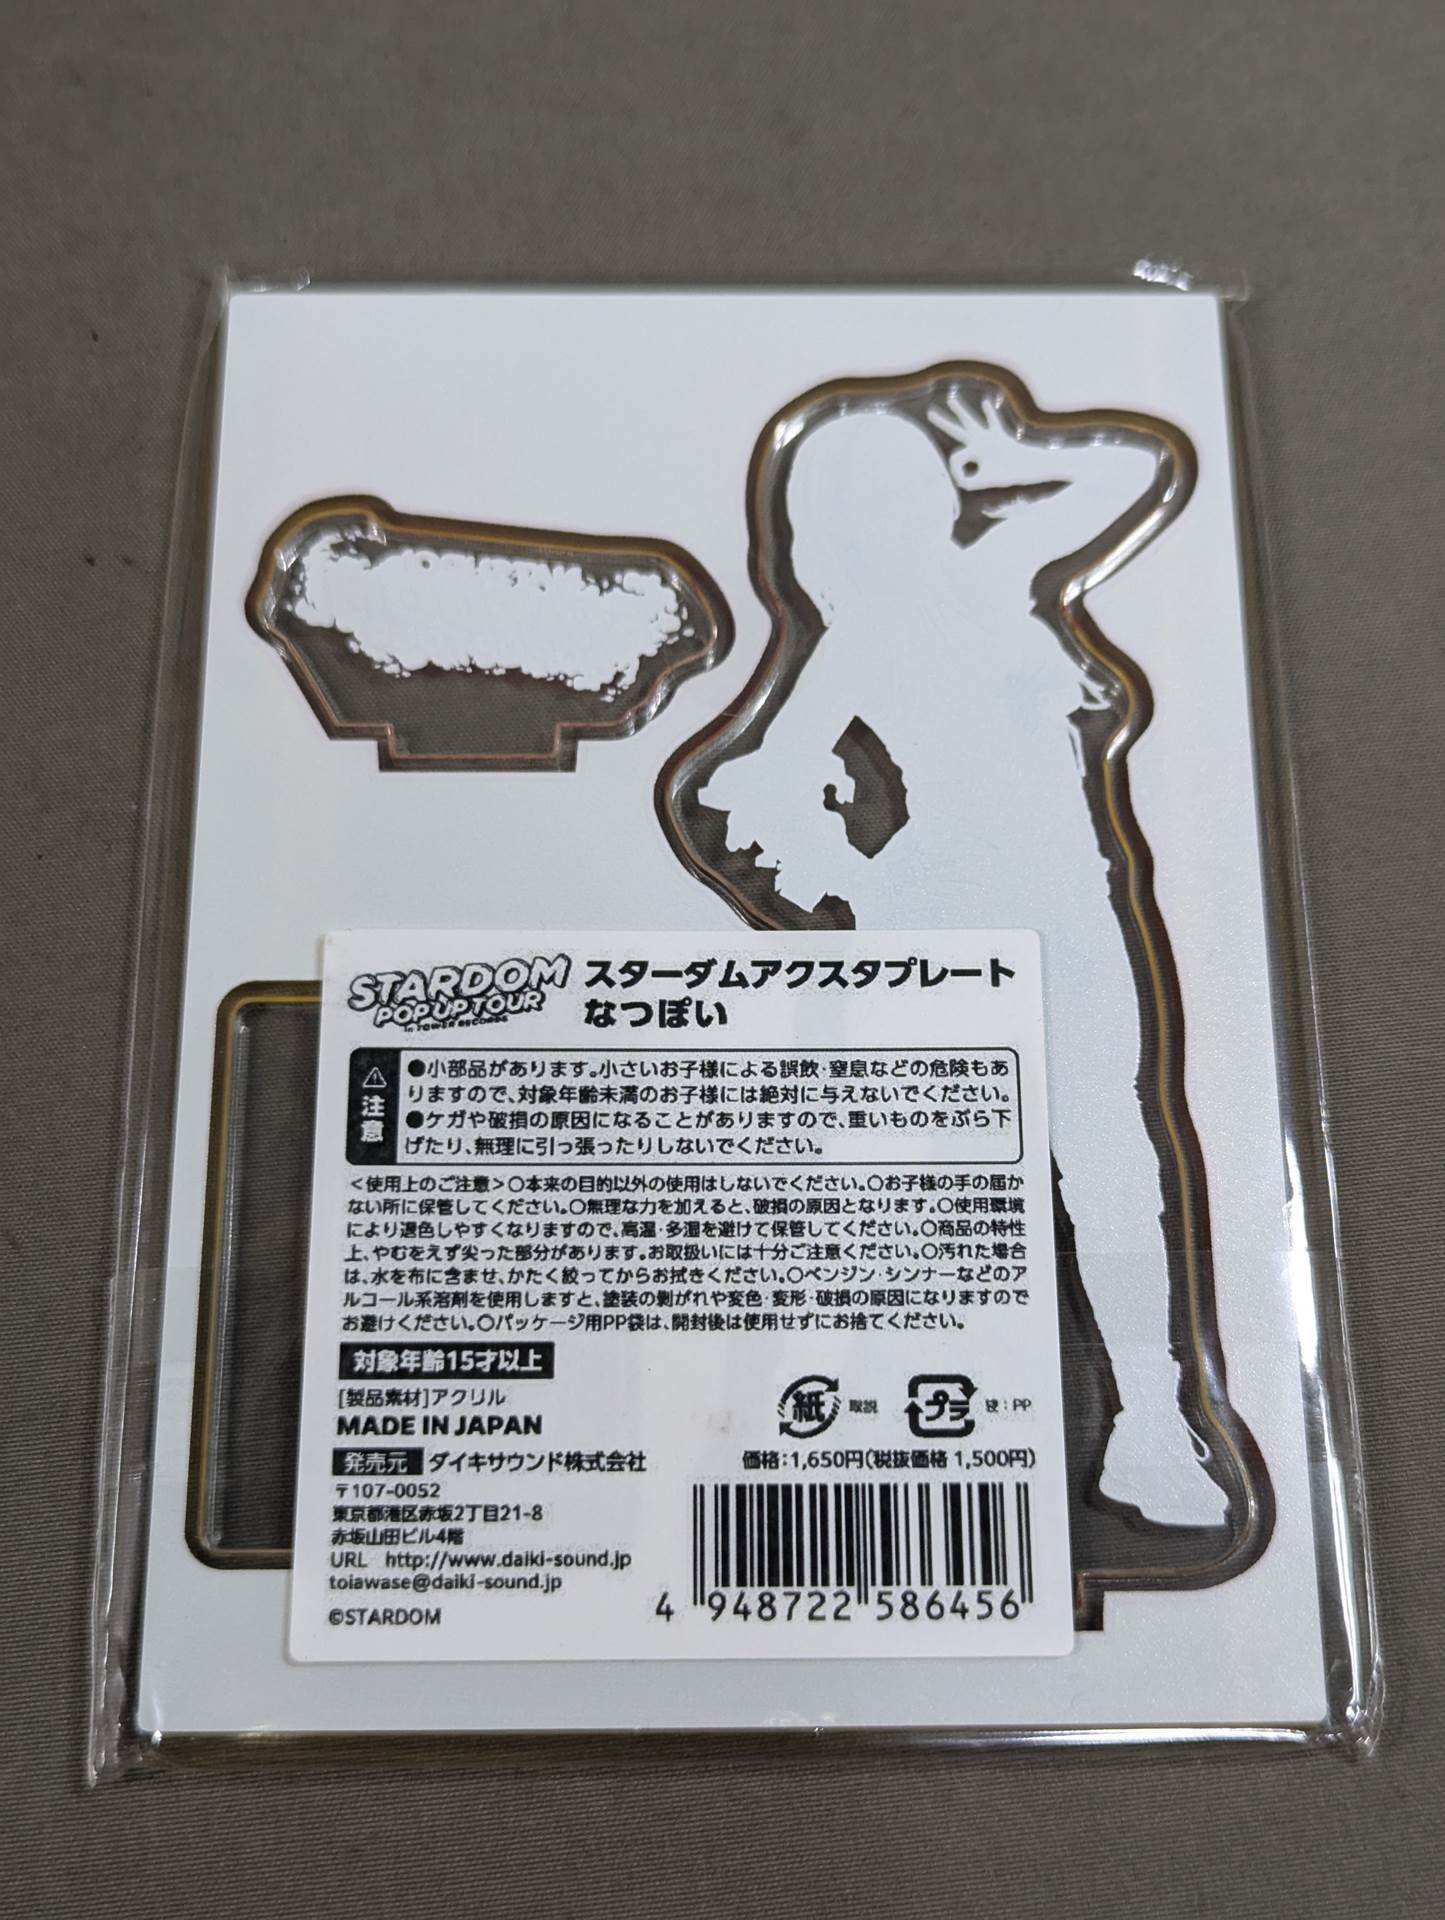 STARDOM
POP UP TOUR
in TOWER RECORDS
スターダムアクスタプレート
なつぽい
注意
●小部品があります。小さいお子様による誤飲・窒息などの危険もあ
りますので、対象年齢未満のお子様には絶対に与えないでください。
●ケガや破損の原因になることがありますので、重いものをぶら下
げたり、無理に引っ張ったりしないでください。
<使用上のご注意>○本来の目的以外の使用はしないでください。○お子様の手の届か
ない所に保管してください。○無理な力を加えると、破損の原因となります。○使用環境
により退色しやすくなりますので、高温・多湿を避けて保管してください。○商品の特性
上、やむをえず尖った部分があります。お取扱いには十分ご注意ください。○汚れた場合
は、水を布に含ませ、かたく絞ってからお拭きください。○ベンジン・シンナーなどのア
ルコール系溶剤を使用しますと、塗装の剝がれや変色・変形・破損の原因になりますので
お避けください。○パッケージ用PP袋は、開封後は使用せずにお捨てください。
対象年齢15才以上
[製品素材]アクリル
MADE IN JAPAN
紙 取説 プラ 袋:PP
発売元 ダイキサウンド株式会社
価格:1,650円(税抜価格 1,500円)
〒107-0052
東京都港区赤坂2丁目21-8
赤坂山田ビル4階
URL http://www.daiki-sound.jp
toiawase@daiki-sound.jp
©STARDOM
4 948722 586456